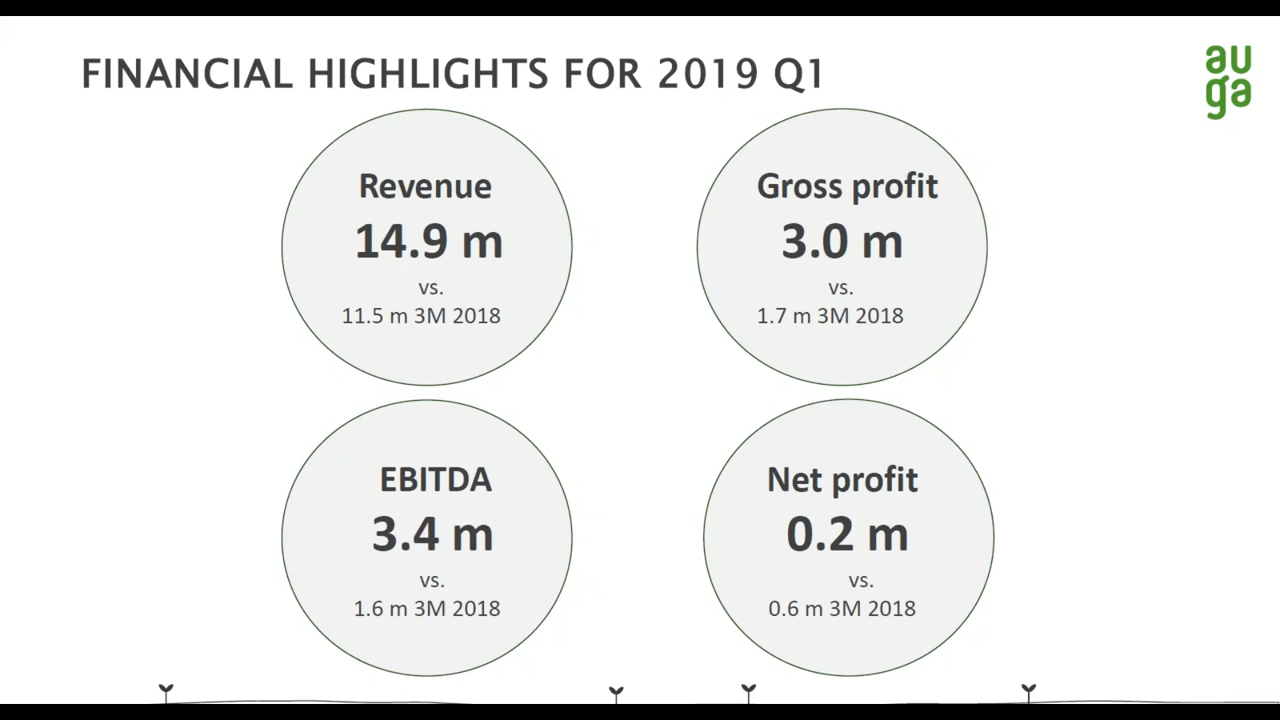 FINANCIAL HIGHLIGHTS FOR 2019 Q1
au
ga
Revenue
14.9 m
vs.
11.5 m 3M 2018
Gross profit
3.0 m
vs.
1.7 m 3M 2018
EBITDA
3.4 m
vs.
1.6 m 3M 2018
Net profit
0.2 m
vs.
0.6 m 3M 2018